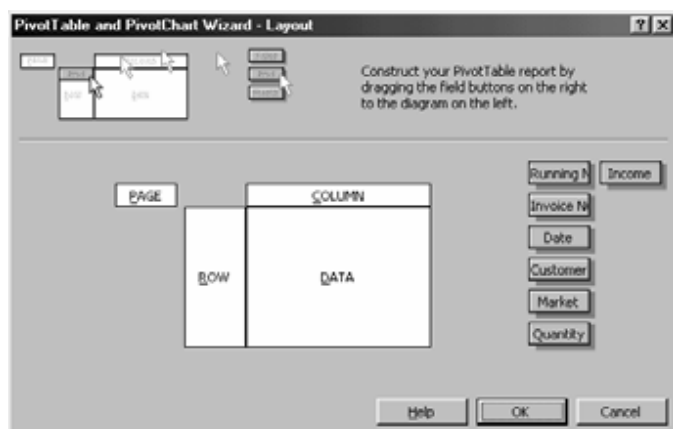 PivotTable and PivotChart Wizard - Layout
Construct your PivotTable report by
dragging the field buttons on the right
to the diagram on the left.
PAGE
COLUMN
ROW
DATA
Running N
Income
Invoice N
Date
Customer
Market
Quantity
Help
OK
Cancel